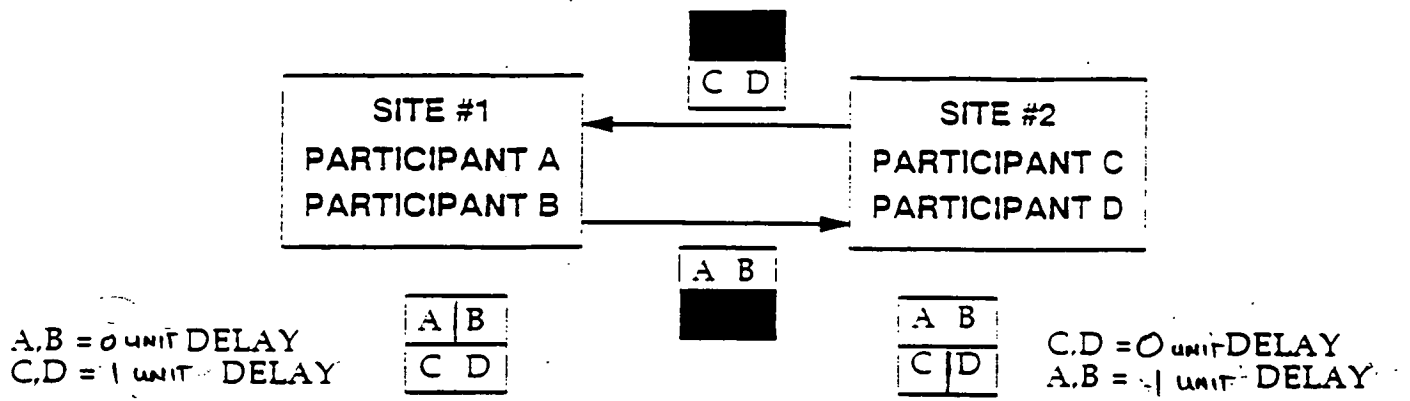 C D
SITE #1
PARTICIPANT A
PARTICIPANT B
SITE #2
PARTICIPANT C
PARTICIPANT D
A B
A,B = 0 UNIT DELAY
C,D = 1 UNIT DELAY
A B
C D
A B
C D
C,D = 0 UNIT DELAY
A,B = 1 UNIT DELAY